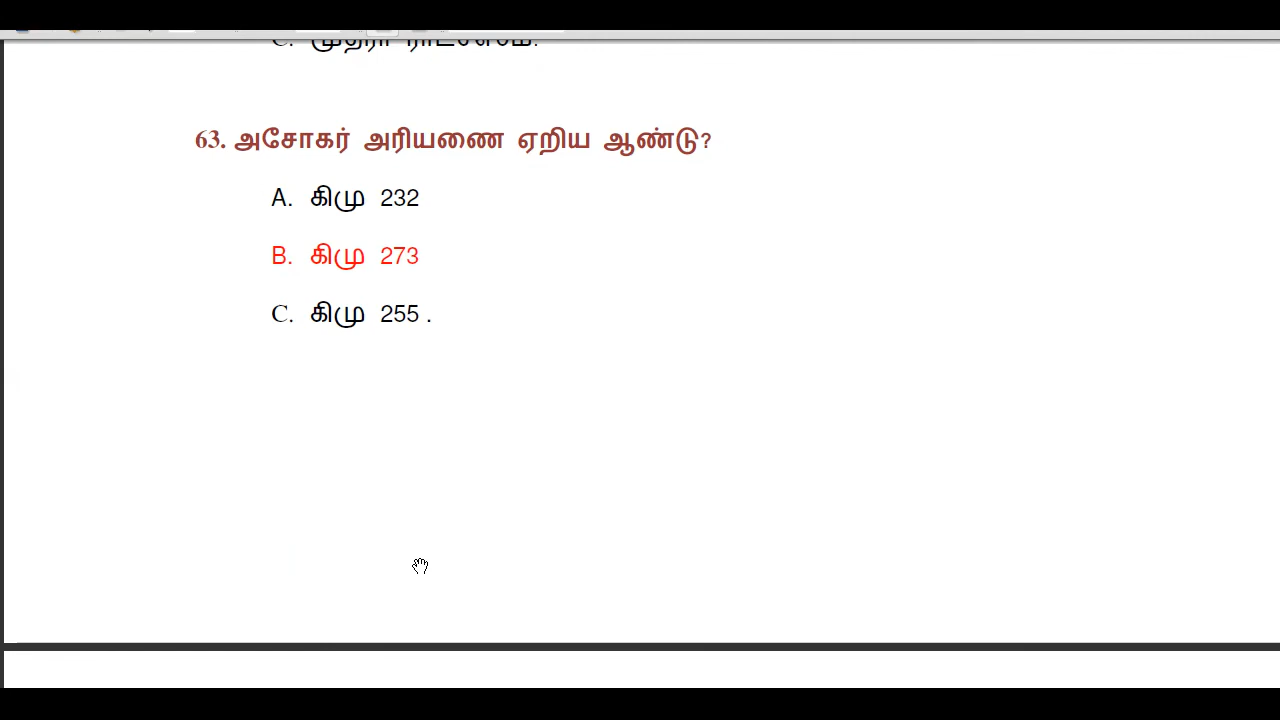 63. அசோகர் அரியணை ஏறிய ஆண்டு?
A. கிமு 232
B. கிமு 273
C. கிமு 255 .